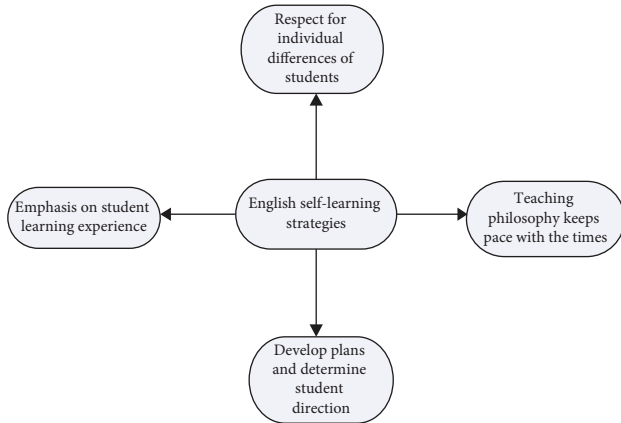 Respect for
individual
differences of
students
Emphasis on student
learning experience
English self-learning
strategies
Teaching
philosophy keeps
pace with the times
Develop plans
and determine
student
direction